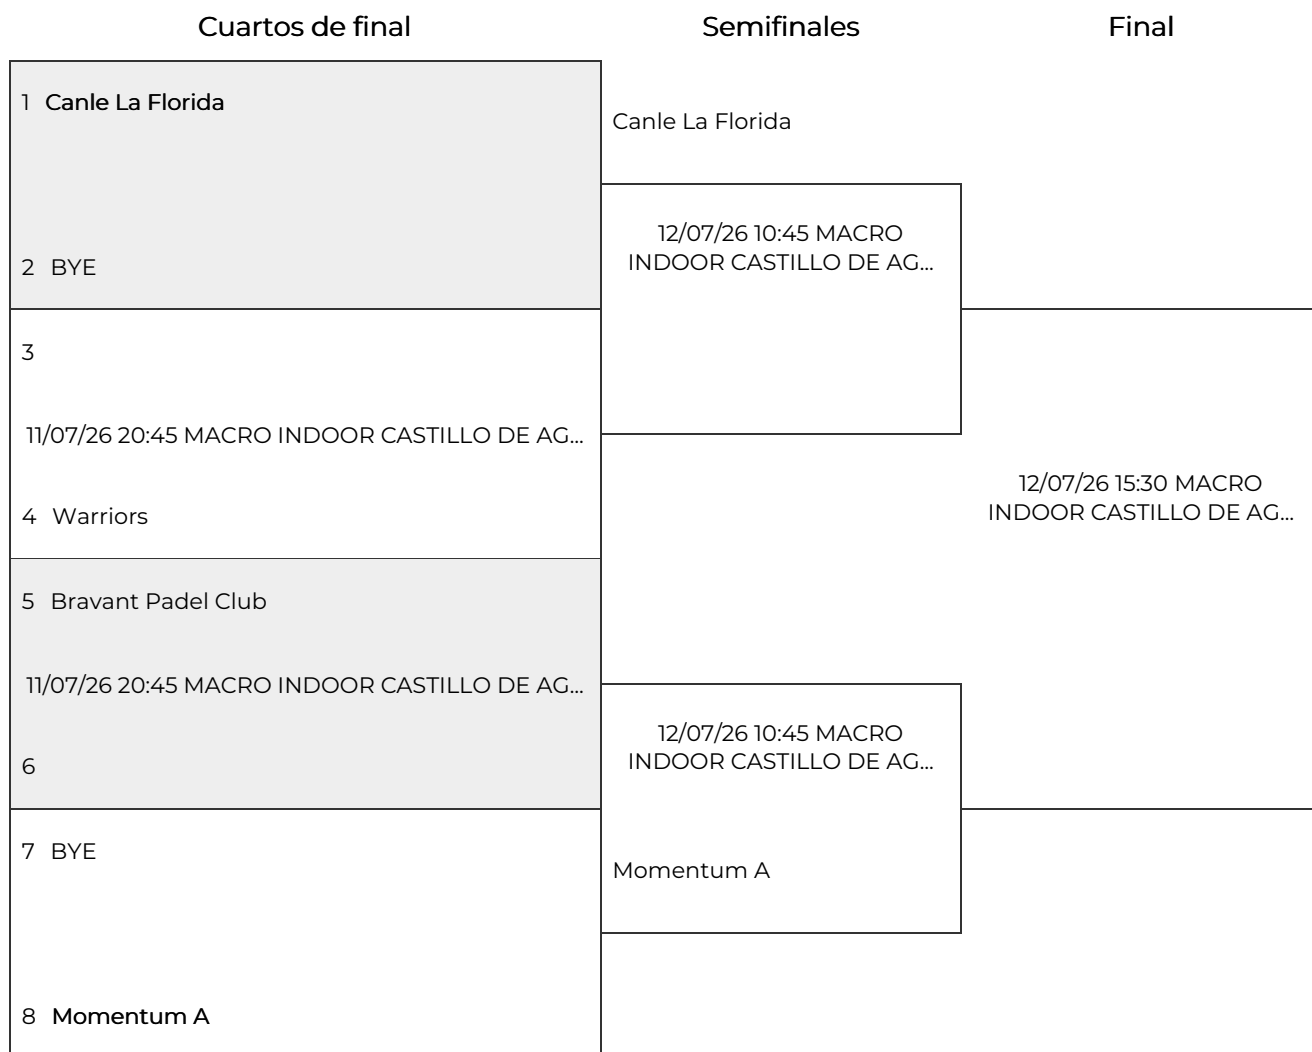 Cuartos de final
Semifinales
Final
1 Canle La Florida
2 BYE
3
11/07/26 20:45 MACRO INDOOR CASTILLO DE AG...
4 Warriors
5 Bravant Padel Club
11/07/26 20:45 MACRO INDOOR CASTILLO DE AG...
6
7 BYE
8 Momentum A
Canle La Florida
12/07/26 10:45 MACRO
INDOOR CASTILLO DE AG...
12/07/26 10:45 MACRO
INDOOR CASTILLO DE AG...
Momentum A
12/07/26 15:30 MACRO
INDOOR CASTILLO DE AG...